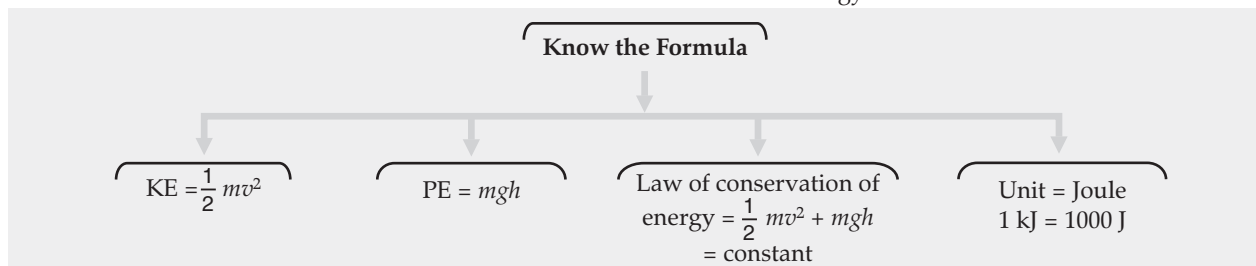 Know the Formula
KE = 1/2 mv²
PE = mgh
Law of conservation of
energy = 1/2 mv² + mgh
= constant
Unit = Joule
1 kJ = 1000 J